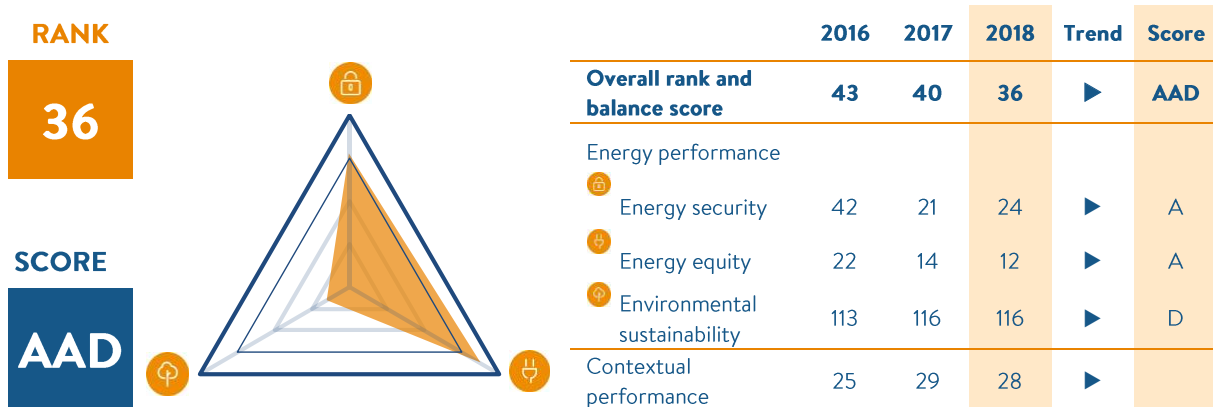 RANK
36
SCORE
AAD
2016 2017 2018 Trend Score
Overall rank and
balance score 43 40 36 ▶ AAD
Energy performance
Energy security 42 21 24 ▶ A
Energy equity 22 14 12 ▶ A
Environmental
sustainability 113 116 116 ▶ D
Contextual
performance 25 29 28 ▶